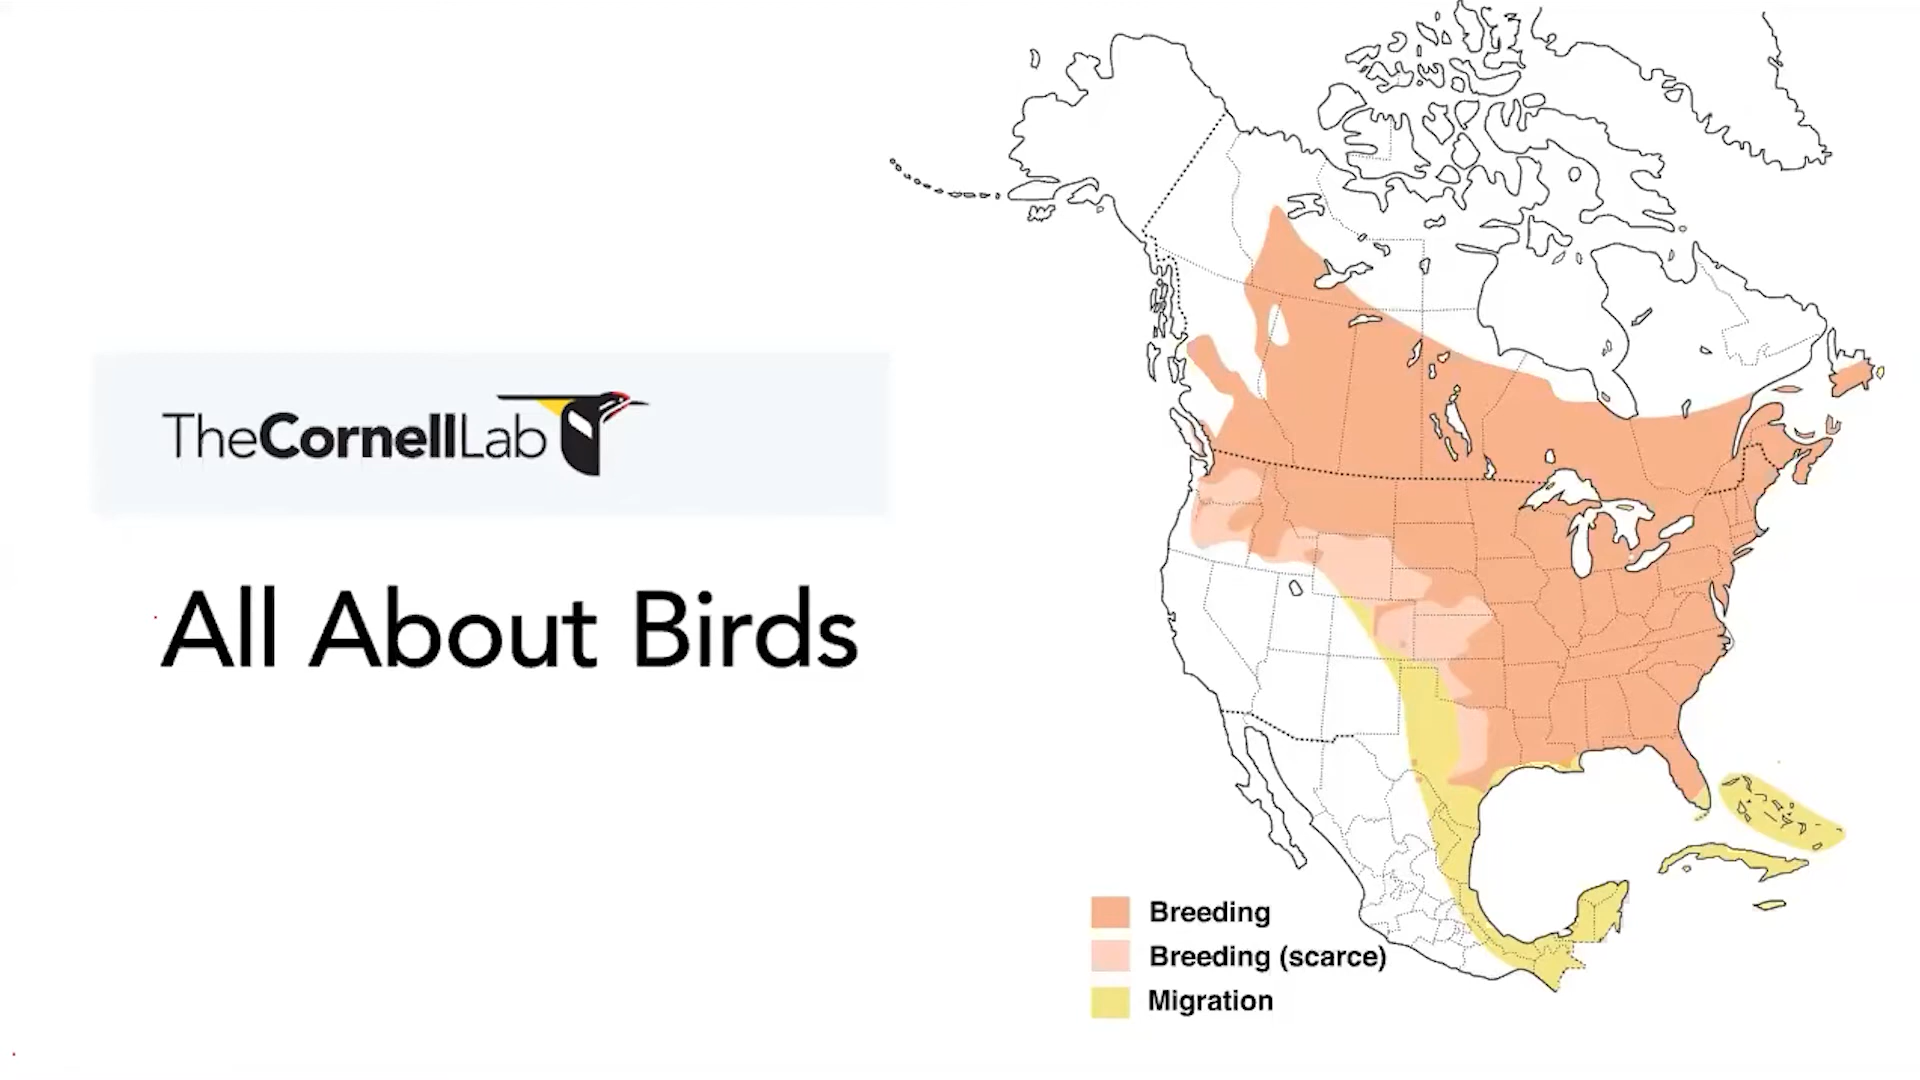 TheCornellLab
All About Birds
Breeding
Breeding (scarce)
Migration